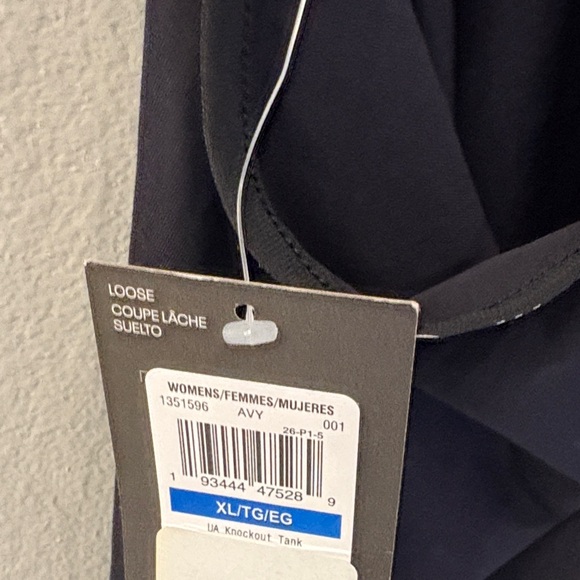 LOOSE
COUPE LÂCHE
SUELTO
WOMENS/FEMMES/MUJERES
1351596 AVY 001
26-P1-5
1 93444 47528 9
XL/TG/EG
UA Knockout Tank